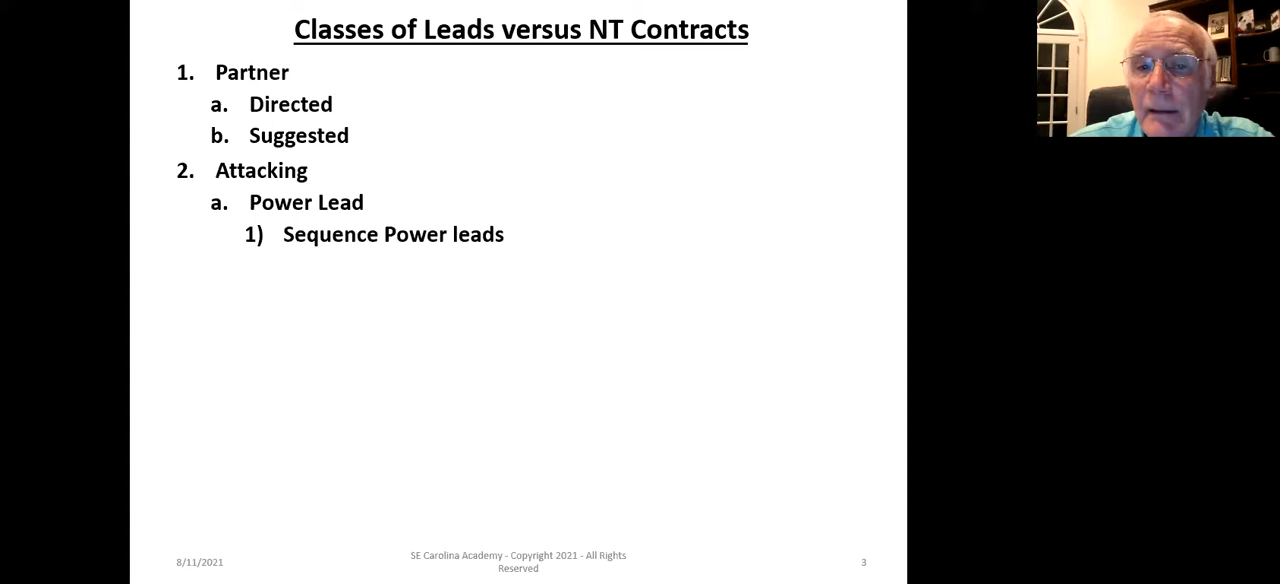 Classes of Leads versus NT Contracts
1. Partner
a. Directed
b. Suggested
2. Attacking
a. Power Lead
1) Sequence Power leads
8/11/2021
SE Carolina Academy - Copyright 2021 - All Rights
Reserved
3